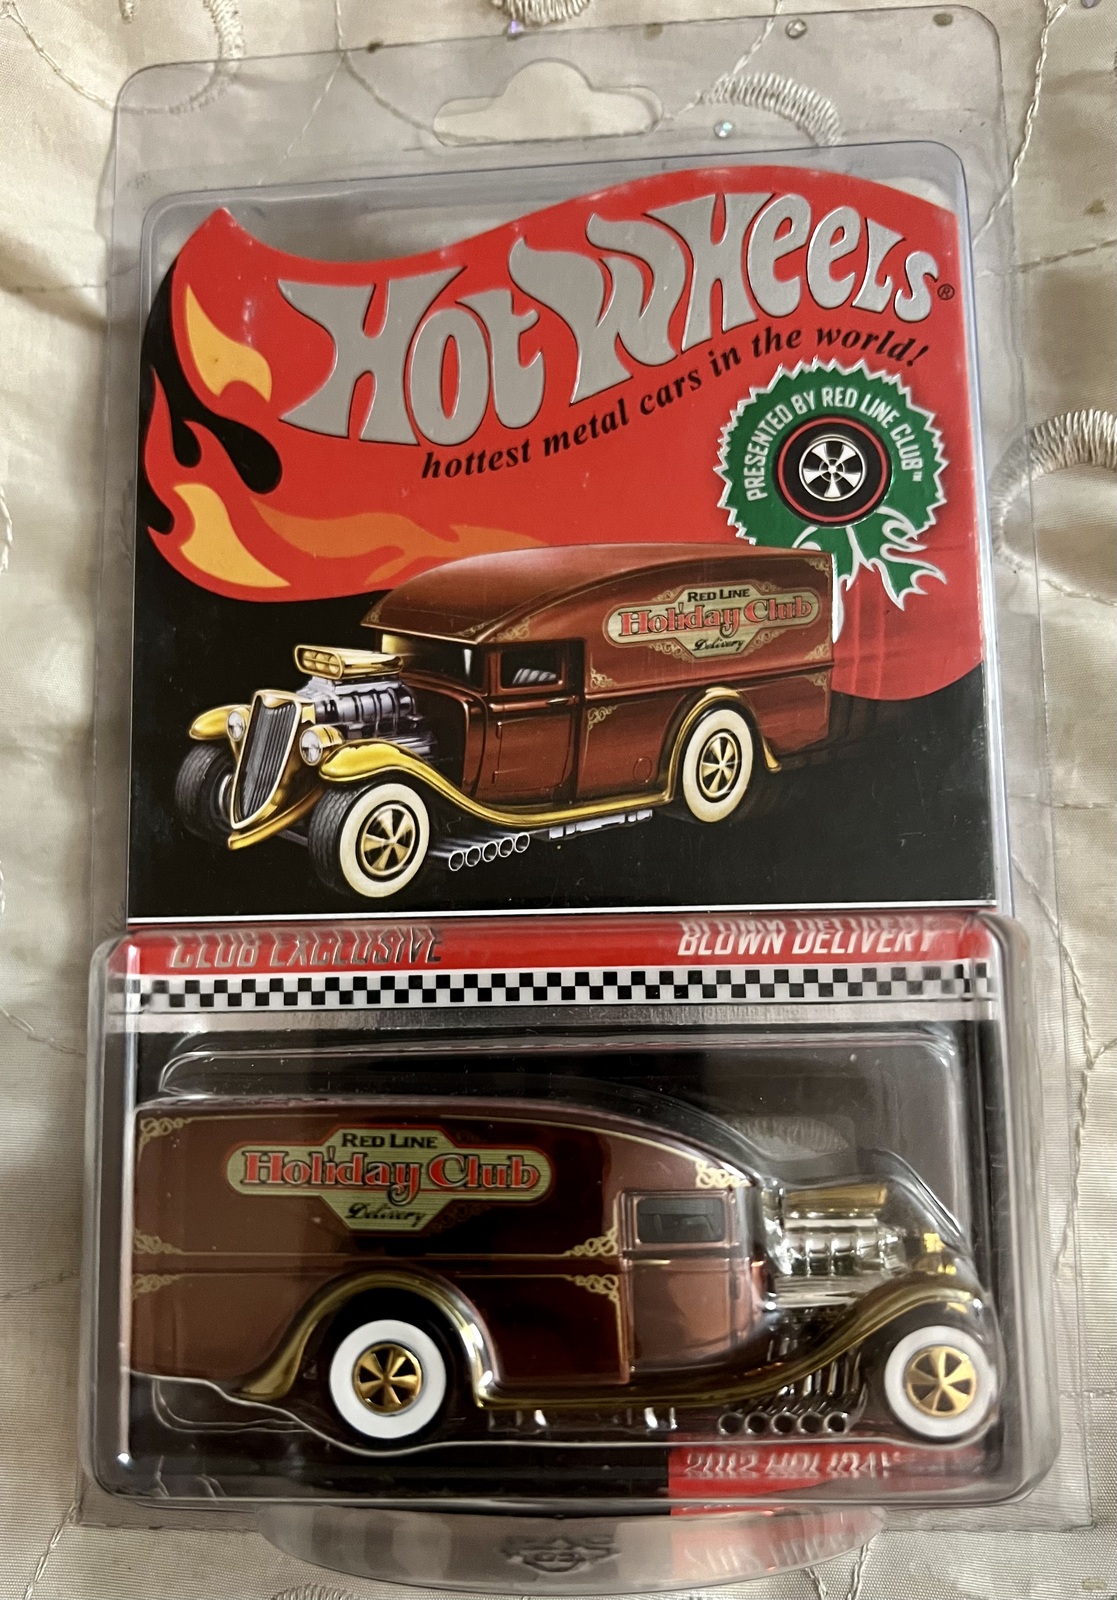 Hot Wheels®
hottest metal cars in the world!
PRESENTED BY RED LINE CLUB™
RED LINE
Holiday Club
Delivery
CLUB EXCLUSIVE
BLOWN DELIVERY
RED LINE
Holiday Club
Delivery
HOLIDAY